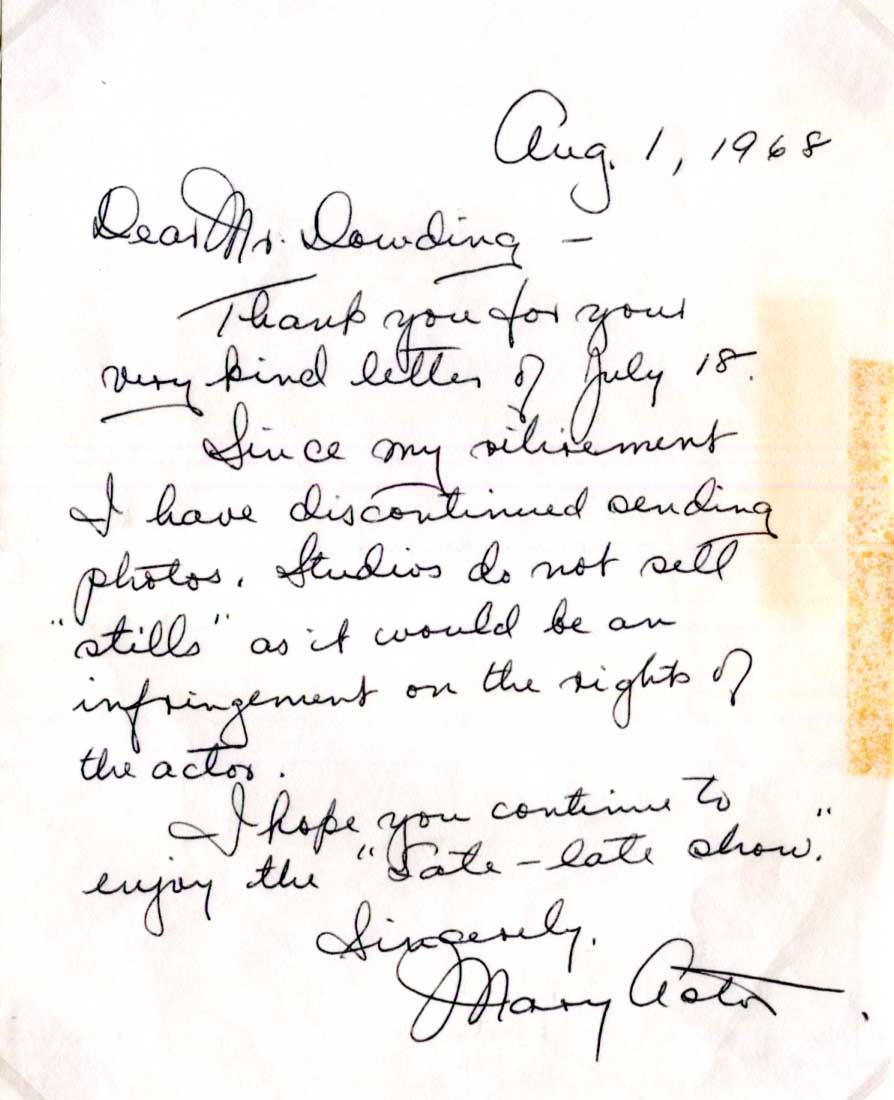 Aug. 1, 1968
Dear Mr. Dowding –
Thank you for your
very kind letter of July 18.
Since my retirement
I have discontinued sending
photos. Studios do not sell
"stills" as it would be an
infringement on the rights of
the actor.
I hope you continue to
enjoy the "Late – late show."
Sincerely,
Mary Astor